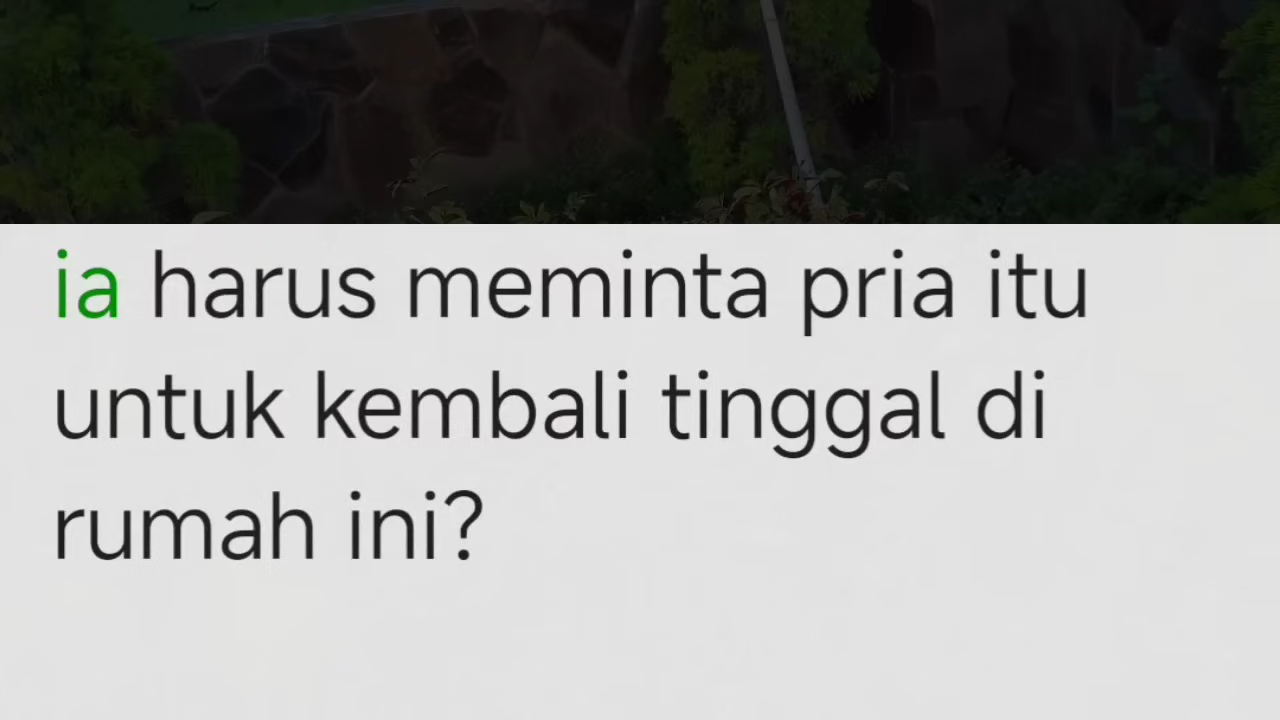 ia harus meminta pria itu
untuk kembali tinggal di
rumah ini?